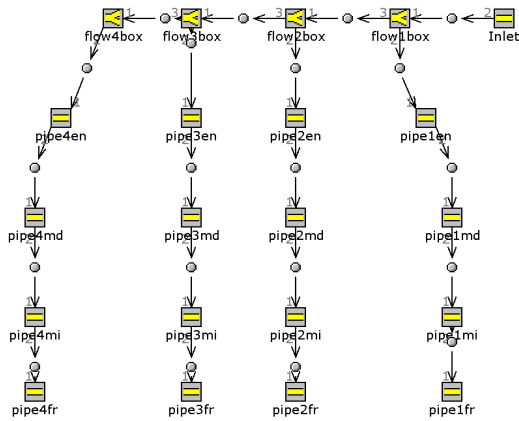 flow4box flow3box flow2box flow1box Inlet
pipe4en pipe3en pipe2en pipe1en
pipe4md pipe3md pipe2md pipe1md
pipe4mi pipe3mi pipe2mi pipe1mi
pipe4fr pipe3fr pipe2fr pipe1fr